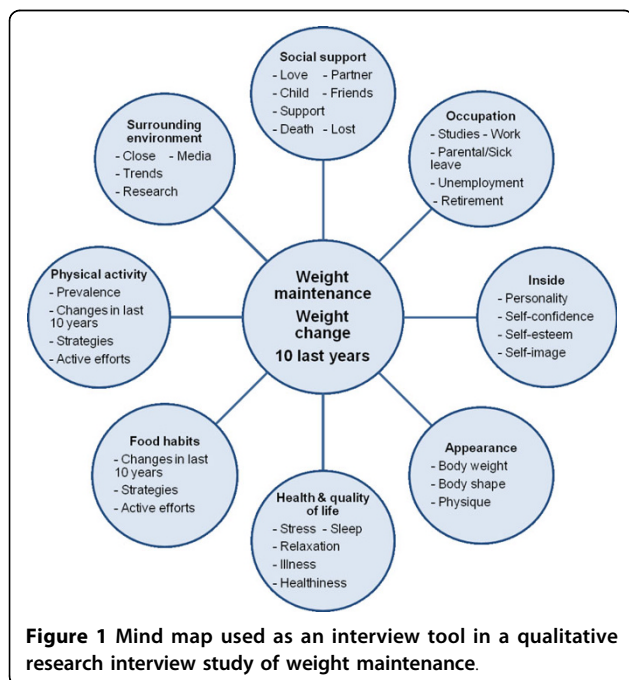 Social support
- Love - Partner
- Child - Friends
- Support
- Death - Lost
Occupation
- Studies - Work
- Parental/Sick
leave
- Unemployment
- Retirement
Inside
- Personality
- Self-confidence
- Self-esteem
- Self-image
Appearance
- Body weight
- Body shape
- Physique
Health & quality
of life
- Stress - Sleep
- Relaxation
- Illness
- Healthiness
Food habits
- Changes in last
10 years
- Strategies
- Active efforts
Physical activity
- Prevalence
- Changes in last
10 years
- Strategies
- Active efforts
Surrounding
environment
- Close - Media
- Trends
- Research
Weight
maintenance
Weight
change
10 last years
Figure 1 Mind map used as an interview tool in a qualitative
research interview study of weight maintenance.